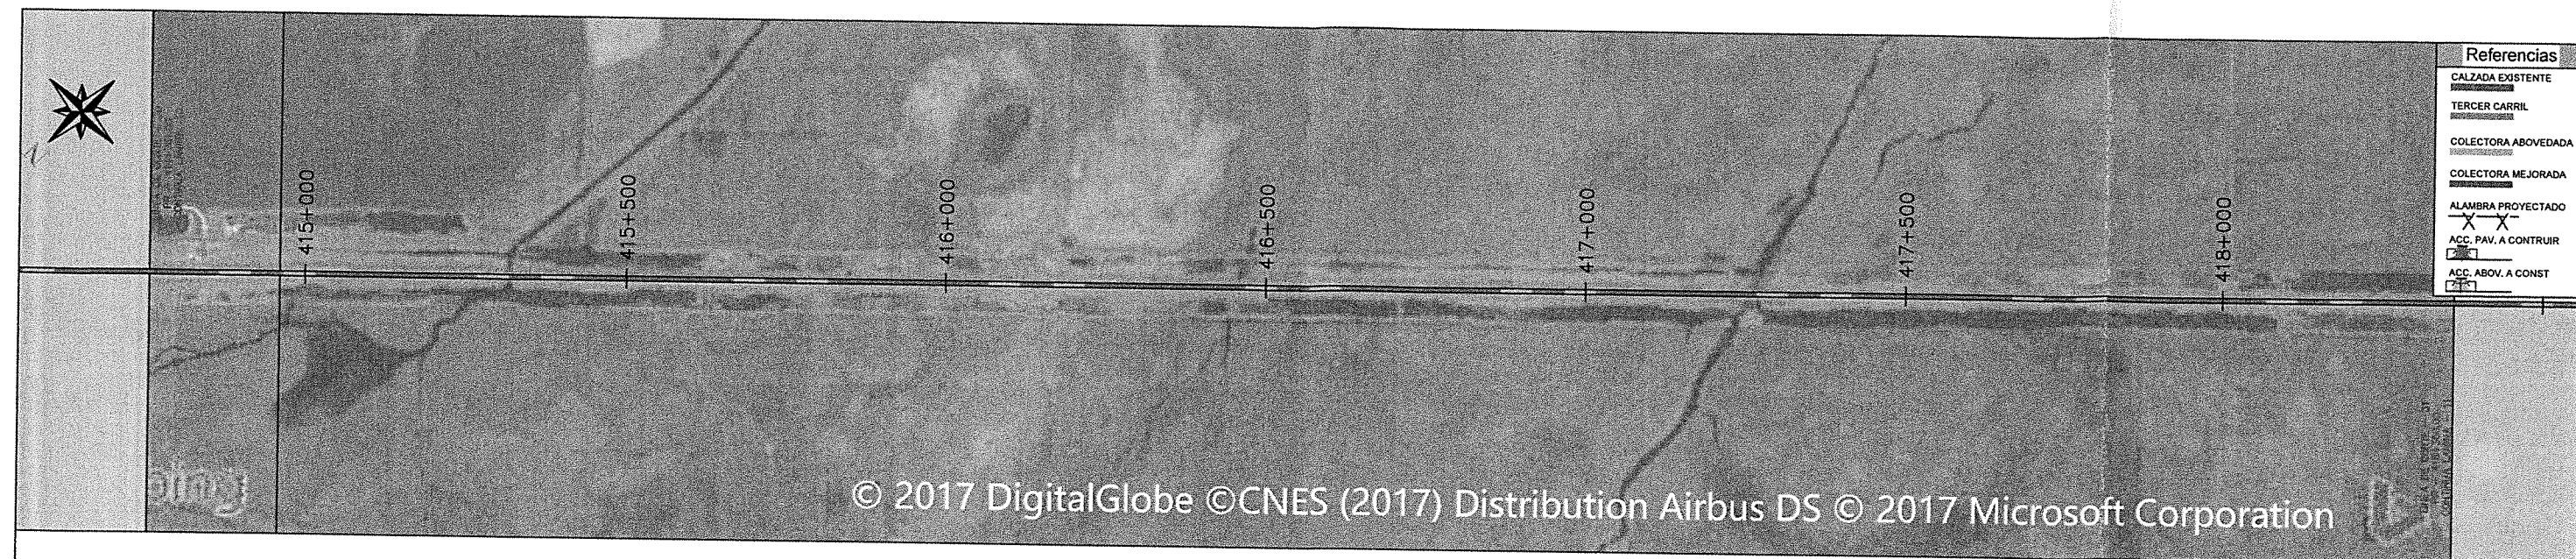 Referencias
CALZADA EXISTENTE
TERCER CARRIL
COLECTORA ABOVEDADA
COLECTORA MEJORADA
ALAMBRA PROYECTADO
ACC. PAV. A CONTRUIR
ACC. ABOV. A CONST
415+000
415+500
416+000
416+500
417+000
417+500
418+000
bing
© 2017 DigitalGlobe ©CNES (2017) Distribution Airbus DS © 2017 Microsoft Corporation